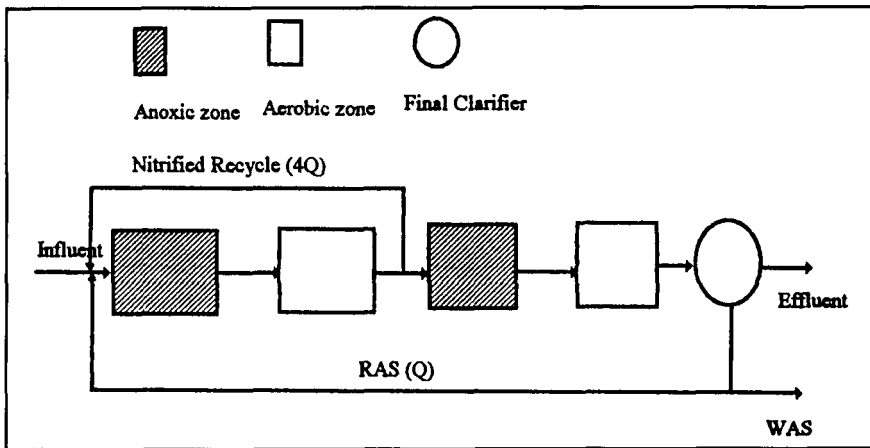 Anoxic zone Aerobic zone Final Clarifier
Nitrified Recycle (4Q)
Influent
Effluent
RAS (Q)
WAS